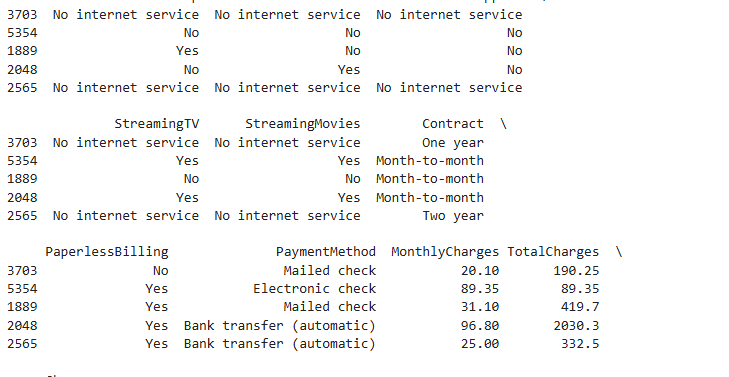 3703 No internet service No internet service No internet service
5354 No No No
1889 Yes No No
2048 No Yes No
2565 No internet service No internet service No internet service
StreamingTV StreamingMovies Contract \
3703 No internet service No internet service One year
5354 Yes Yes Month-to-month
1889 No No Month-to-month
2048 Yes Yes Month-to-month
2565 No internet service No internet service Two year
PaperlessBilling PaymentMethod MonthlyCharges TotalCharges \
3703 No Mailed check 20.10 190.25
5354 Yes Electronic check 89.35 89.35
1889 Yes Mailed check 31.10 419.7
2048 Yes Bank transfer (automatic) 96.80 2030.3
2565 Yes Bank transfer (automatic) 25.00 332.5